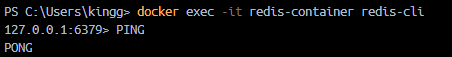 PS C:\Users\kingg> docker exec -it redis-container redis-cli
127.0.0.1:6379> PING
PONG